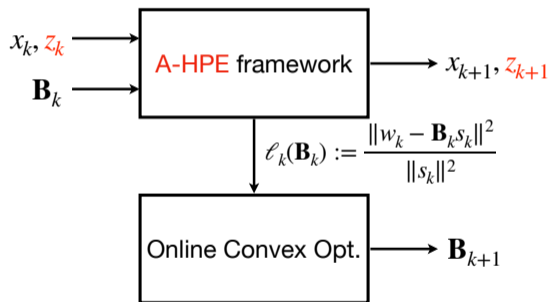 x_k, z_k
B_k
A-HPE framework
x_{k+1}, z_{k+1}
ℓ_k(B_k) := ‖w_k − B_k s_k‖² / ‖s_k‖²
Online Convex Opt.
B_{k+1}